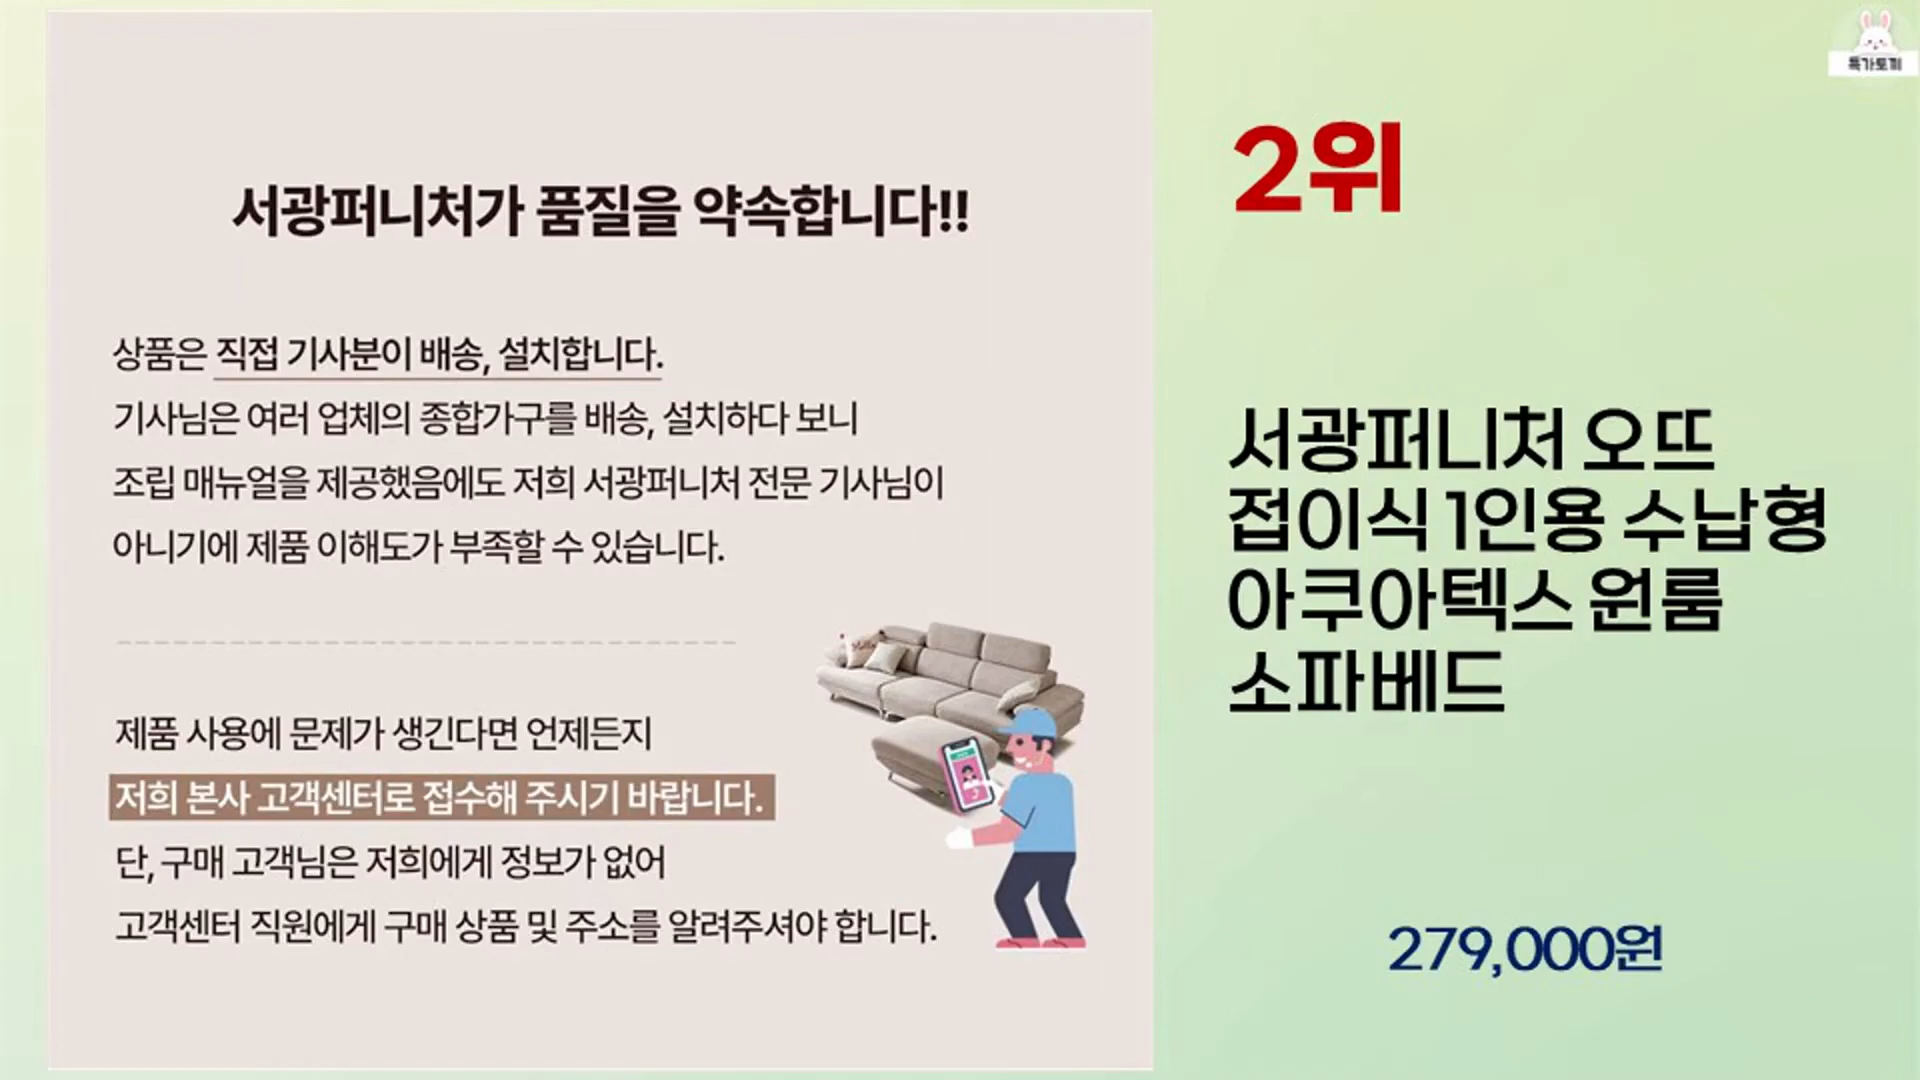 서광퍼니처가 품질을 약속합니다!!
상품은 직접 기사분이 배송, 설치합니다.
기사님은 여러 업체의 종합가구를 배송, 설치하다 보니
조립 매뉴얼을 제공했음에도 저희 서광퍼니처 전문 기사님이
아니기에 제품 이해도가 부족할 수 있습니다.
제품 사용에 문제가 생긴다면 언제든지
저희 본사 고객센터로 접수해 주시기 바랍니다.
단, 구매 고객님은 저희에게 정보가 없어
고객센터 직원에게 구매 상품 및 주소를 알려주셔야 합니다.
특가토끼
2위
서광퍼니처 오뜨
접이식 1인용 수납형
아쿠아텍스 원룸
소파베드
279,000원